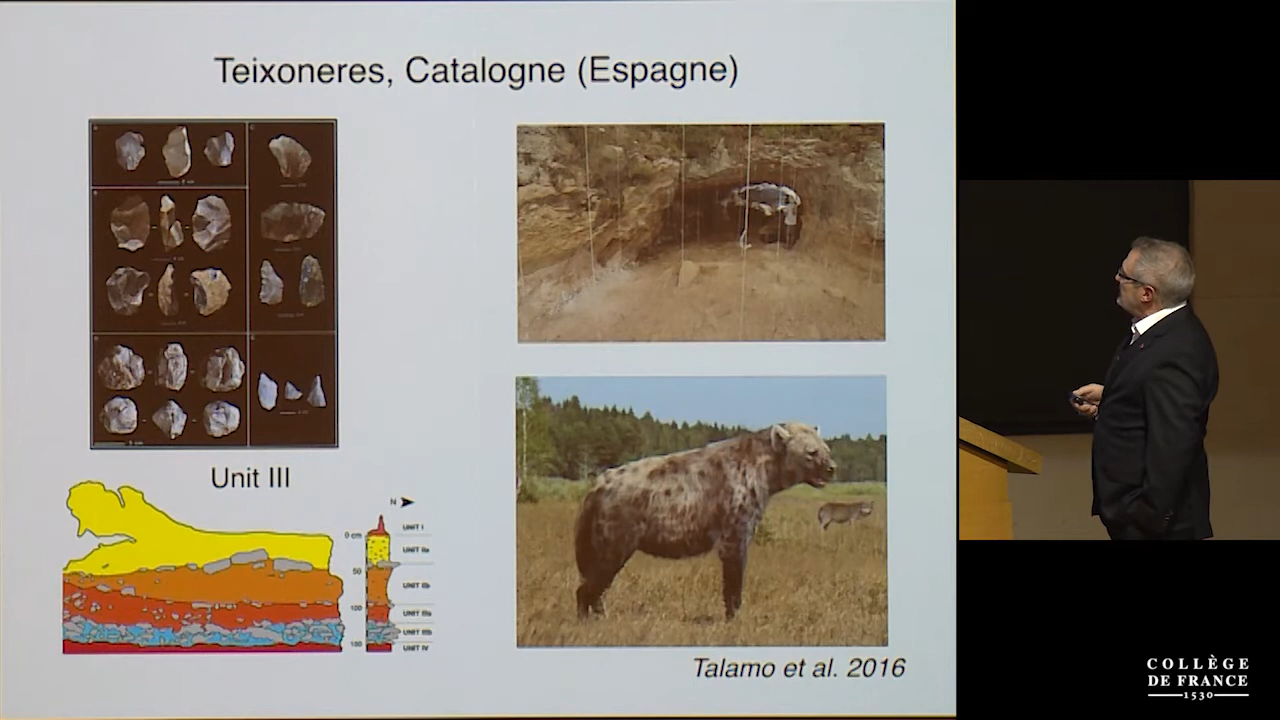 Teixoneres, Catalogne (Espagne)
Unit III
N
0 cm
50
100
UNIT I
UNIT IIa
UNIT IIb
UNIT IIIa
UNIT IIIb
UNIT IV
Talamo et al. 2016
COLLÈGE
DE FRANCE
1530